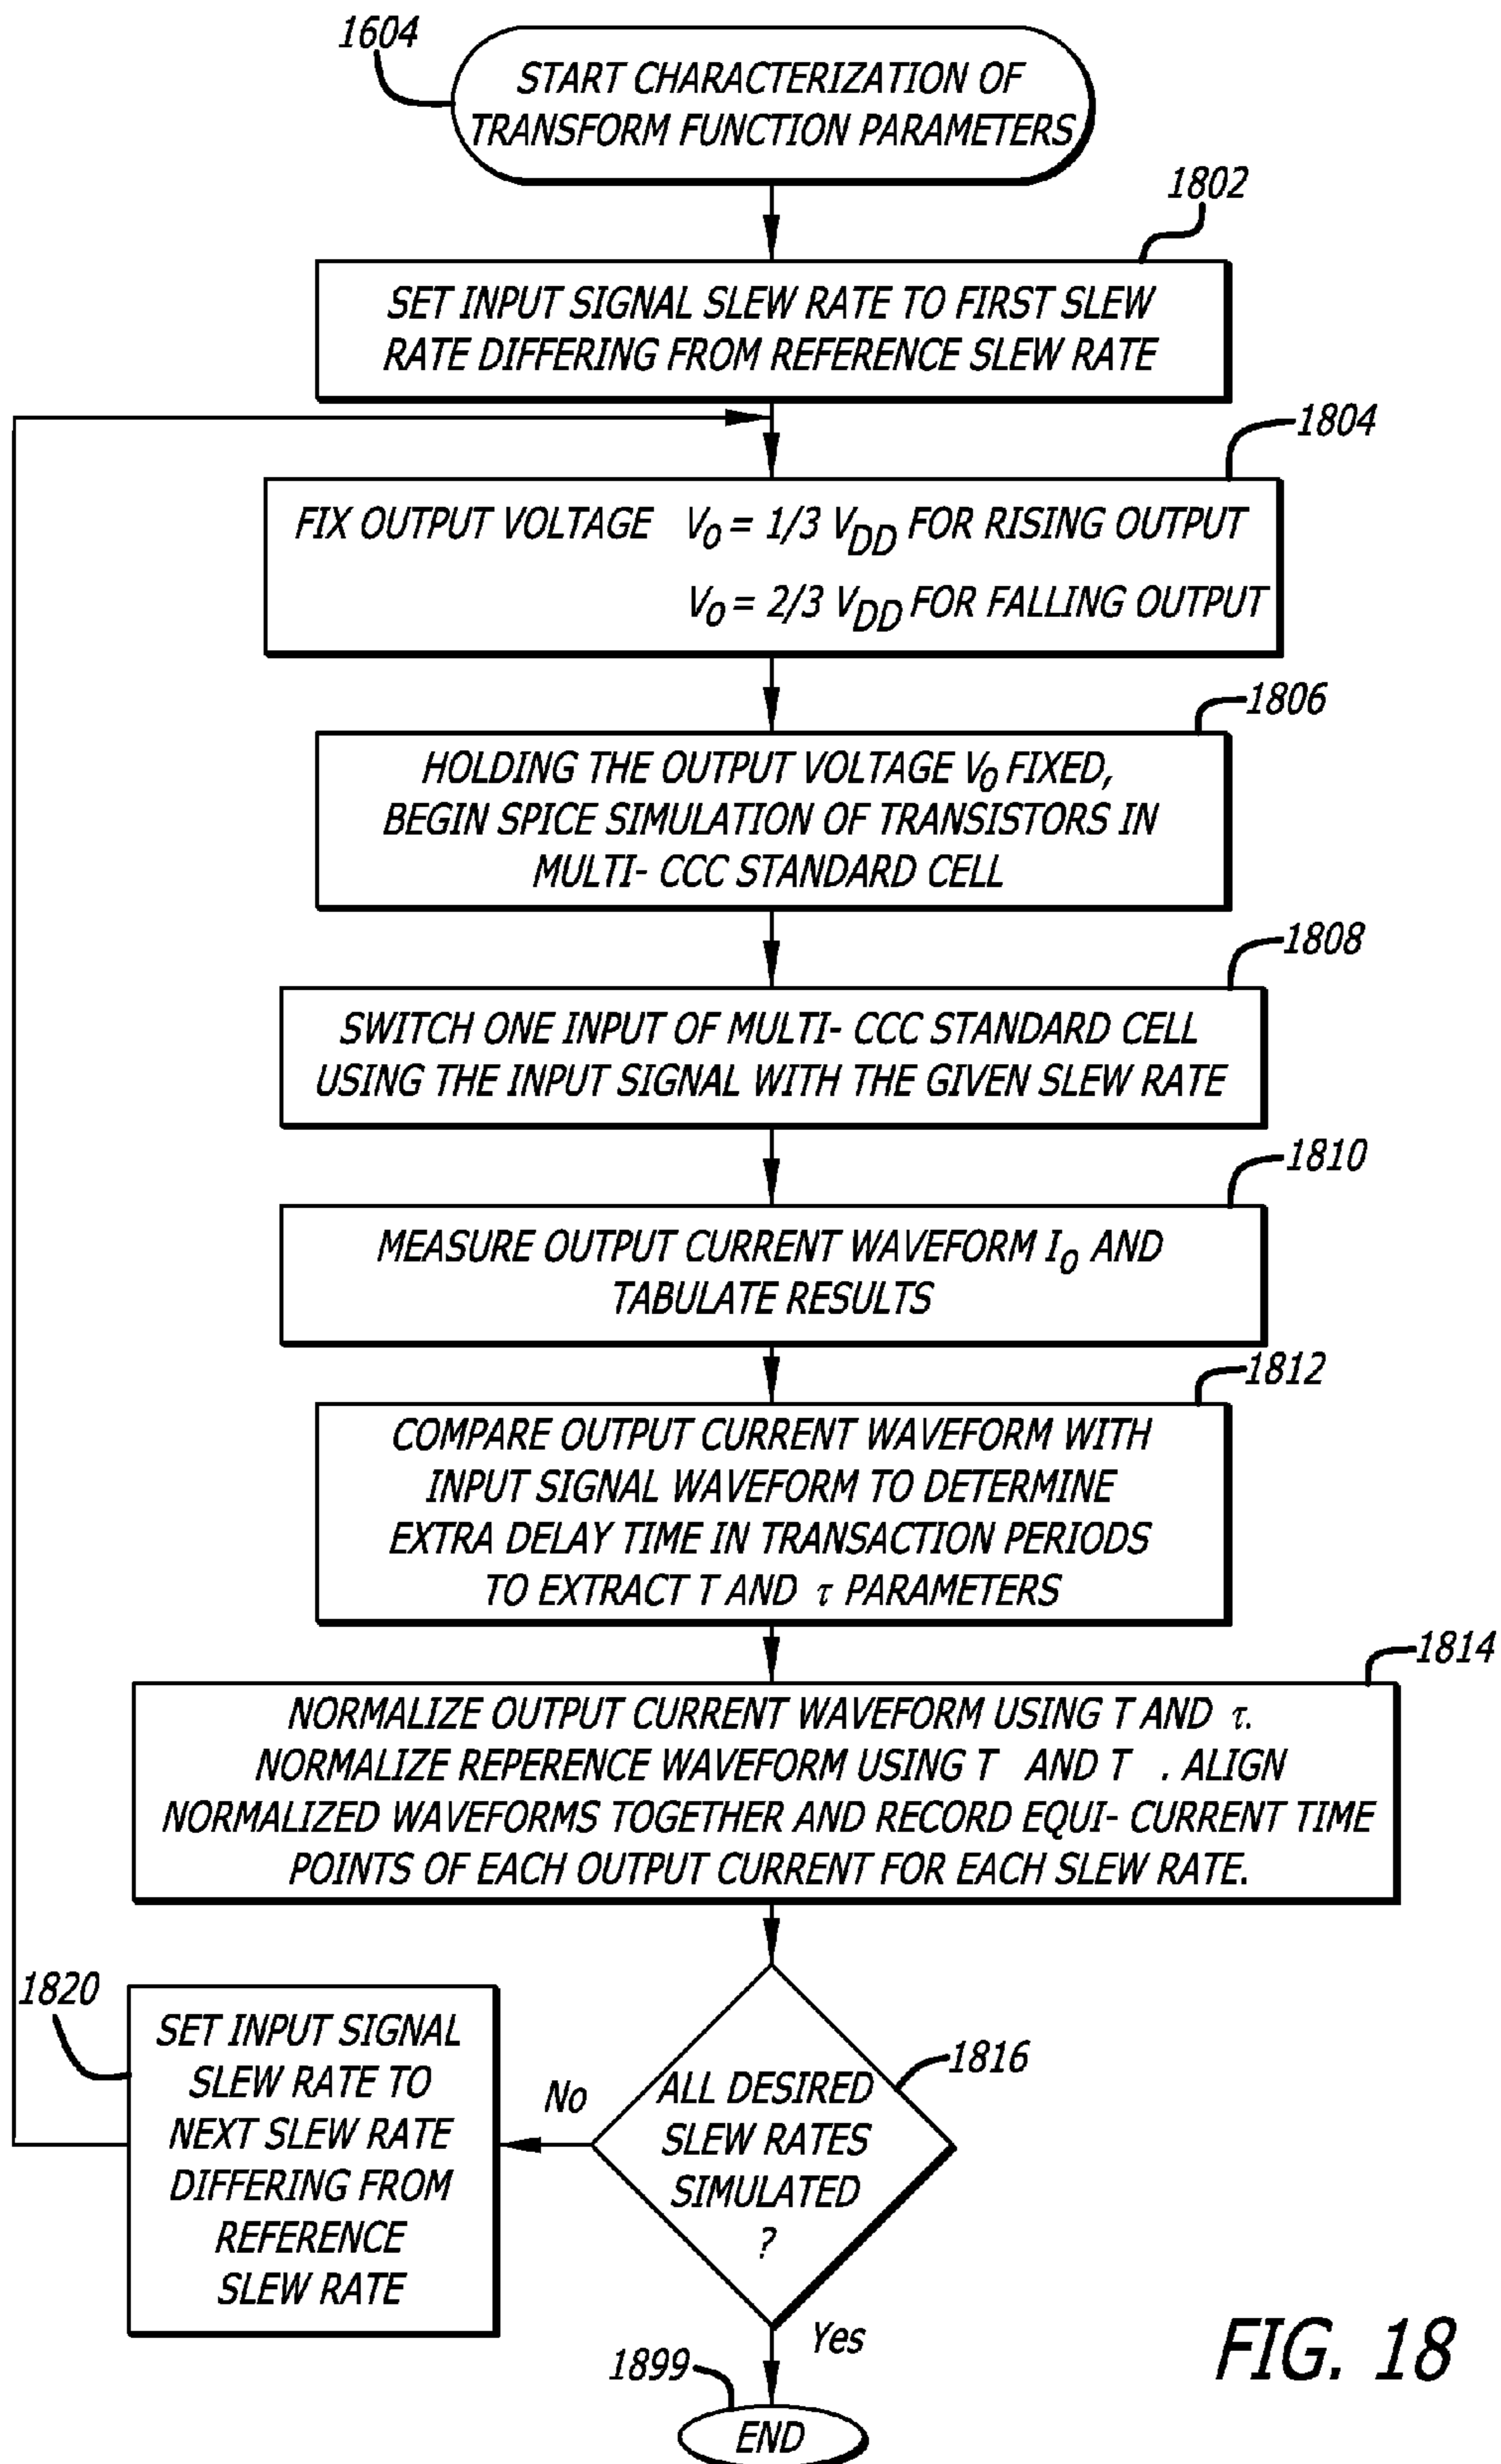 1604
START CHARACTERIZATION OF
TRANSFORM FUNCTION PARAMETERS
1802
SET INPUT SIGNAL SLEW RATE TO FIRST SLEW
RATE DIFFERING FROM REFERENCE SLEW RATE
1804
FIX OUTPUT VOLTAGE V0 = 1/3 VDD FOR RISING OUTPUT
V0 = 2/3 VDD FOR FALLING OUTPUT
1806
HOLDING THE OUTPUT VOLTAGE V0 FIXED,
BEGIN SPICE SIMULATION OF TRANSISTORS IN
MULTI- CCC STANDARD CELL
1808
SWITCH ONE INPUT OF MULTI- CCC STANDARD CELL
USING THE INPUT SIGNAL WITH THE GIVEN SLEW RATE
1810
MEASURE OUTPUT CURRENT WAVEFORM I0 AND
TABULATE RESULTS
1812
COMPARE OUTPUT CURRENT WAVEFORM WITH
INPUT SIGNAL WAVEFORM TO DETERMINE
EXTRA DELAY TIME IN TRANSACTION PERIODS
TO EXTRACT T AND τ PARAMETERS
1814
NORMALIZE OUTPUT CURRENT WAVEFORM USING T AND τ.
NORMALIZE REPERENCE WAVEFORM USING T AND T . ALIGN
NORMALIZED WAVEFORMS TOGETHER AND RECORD EQUI- CURRENT TIME
POINTS OF EACH OUTPUT CURRENT FOR EACH SLEW RATE.
1816
ALL DESIRED
SLEW RATES
SIMULATED
?
No
1820
SET INPUT SIGNAL
SLEW RATE TO
NEXT SLEW RATE
DIFFERING FROM
REFERENCE
SLEW RATE
Yes
1899
END
FIG. 18